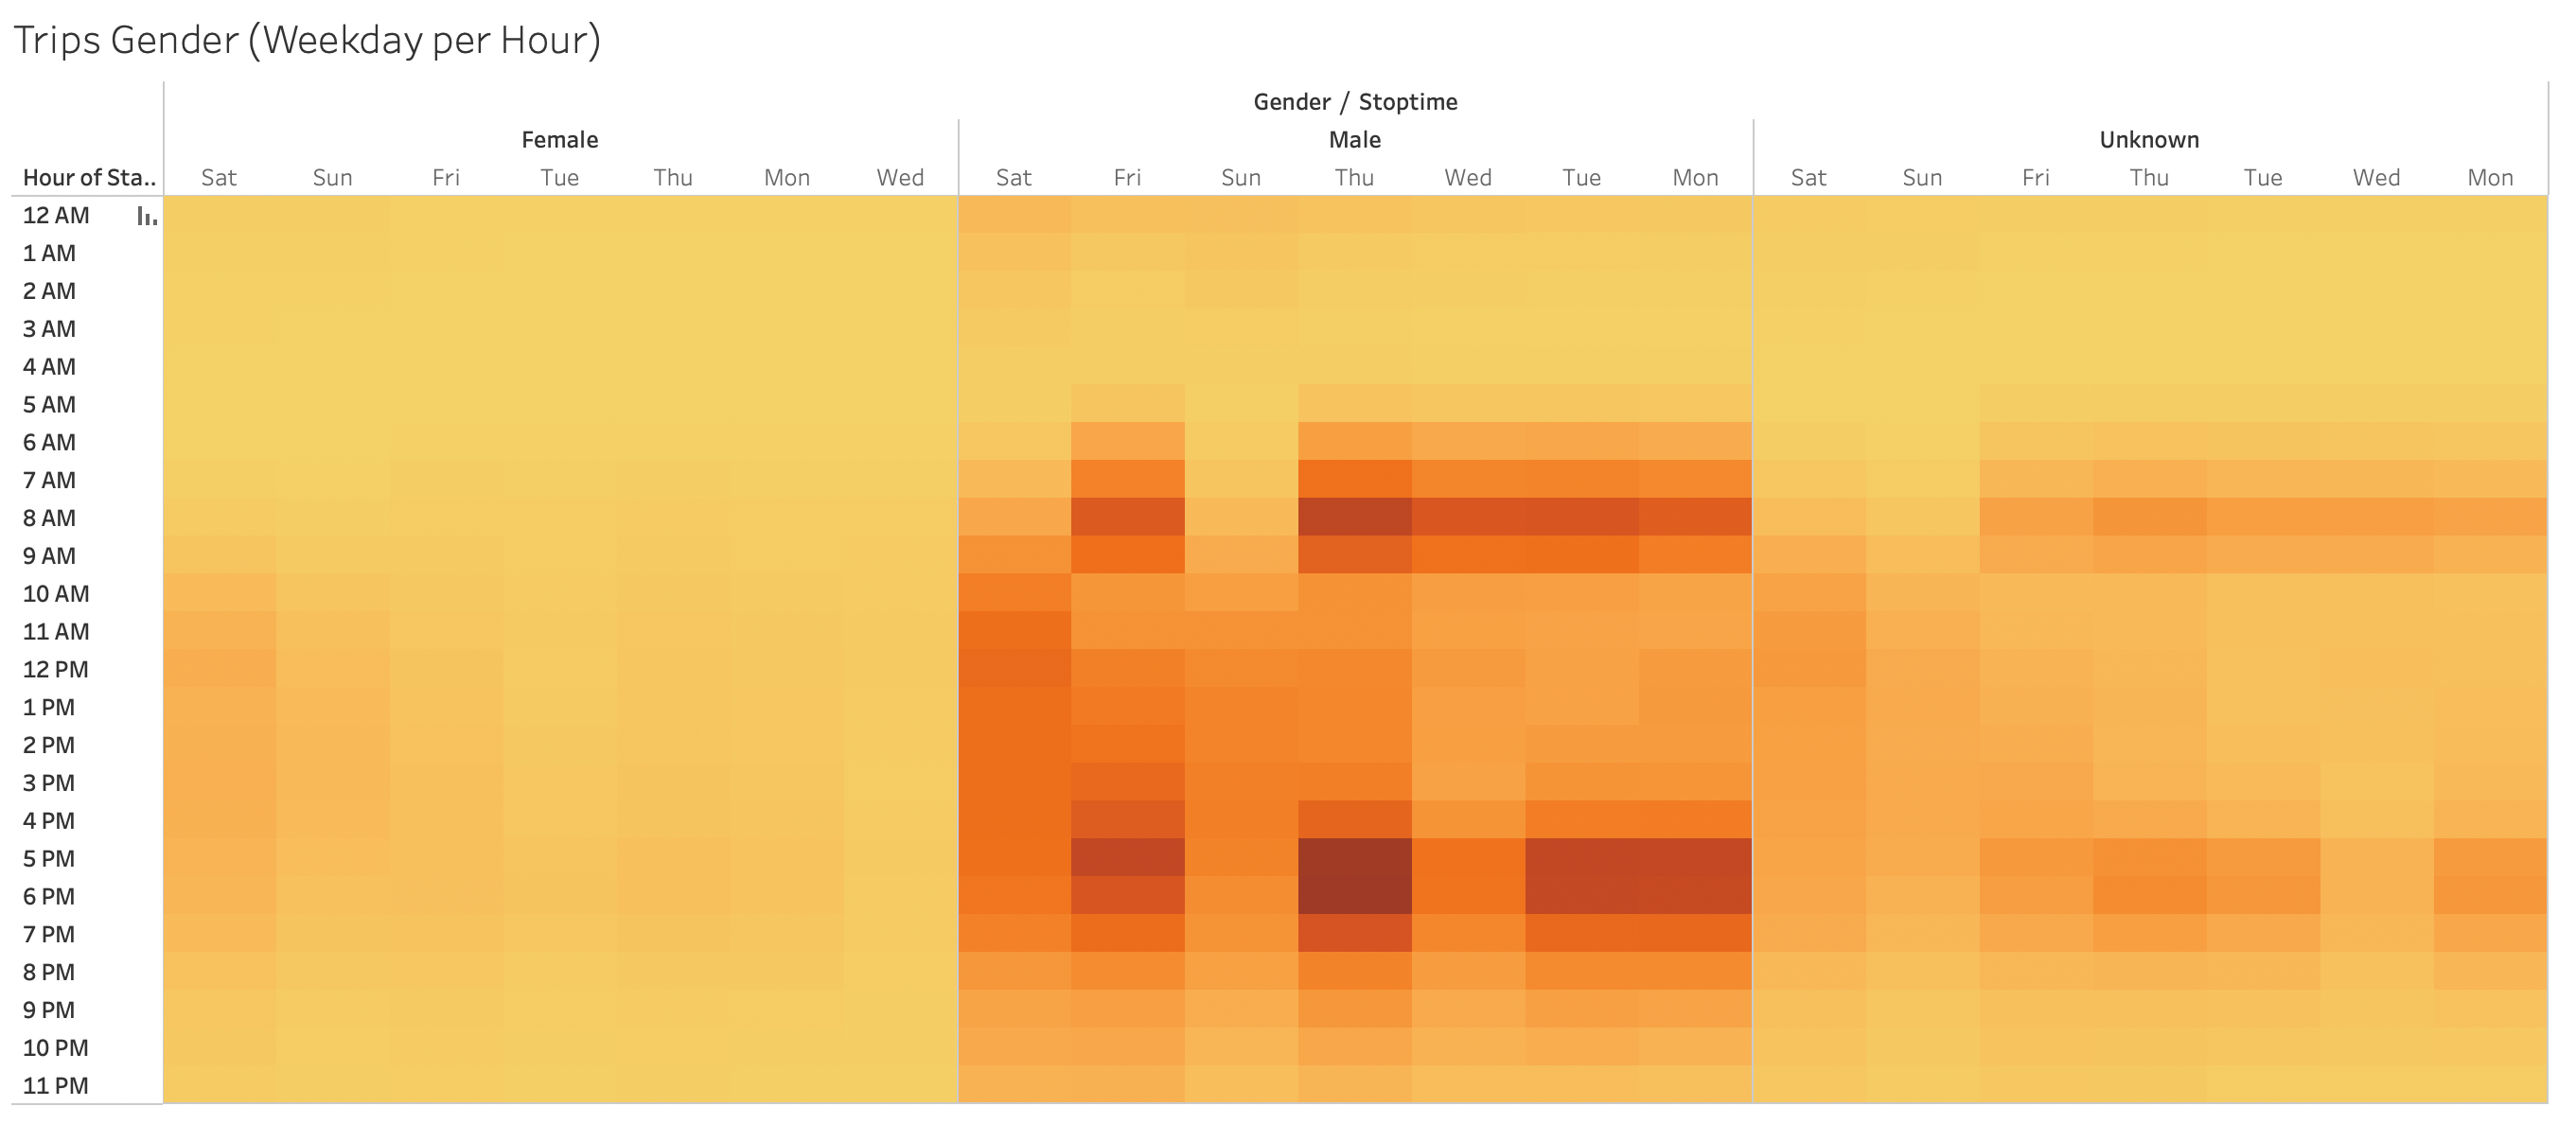 Trips Gender (Weekday per Hour)
Gender / Stoptime
Female Male Unknown
Hour of Sta.. Sat Sun Fri Tue Thu Mon Wed Sat Fri Sun Thu Wed Tue Mon Sat Sun Fri Thu Tue Wed Mon
12 AM
1 AM
2 AM
3 AM
4 AM
5 AM
6 AM
7 AM
8 AM
9 AM
10 AM
11 AM
12 PM
1 PM
2 PM
3 PM
4 PM
5 PM
6 PM
7 PM
8 PM
9 PM
10 PM
11 PM